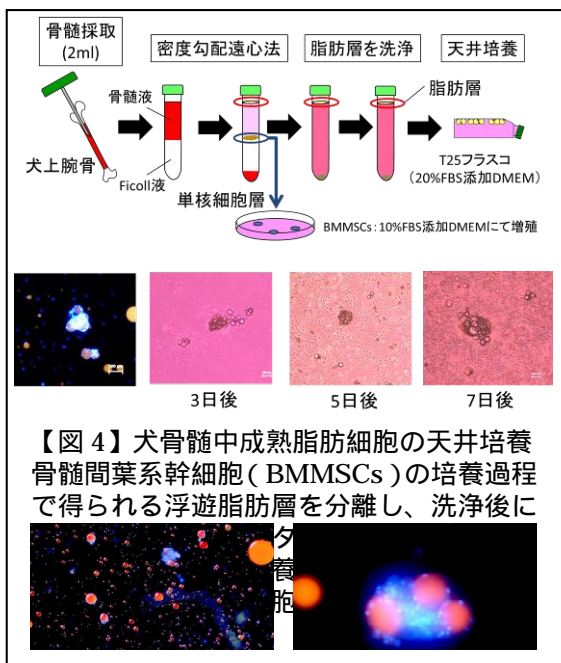 骨髄採取
(2ml)
密度勾配遠心法
脂肪層を洗浄
天井培養
骨髄液
脂肪層
犬上腕骨
Ficoll液
T25フラスコ
(20%FBS添加DMEM)
単核細胞層
BMMSCs:10%FBS添加DMEMにて増殖
3日後
5日後
7日後
【図 4】犬骨髄中成熟脂肪細胞の天井培養
骨髄間葉系幹細胞(BMMSCs)の培養過程
で得られる浮遊脂肪層を分離し、洗浄後に
タ
養
胞